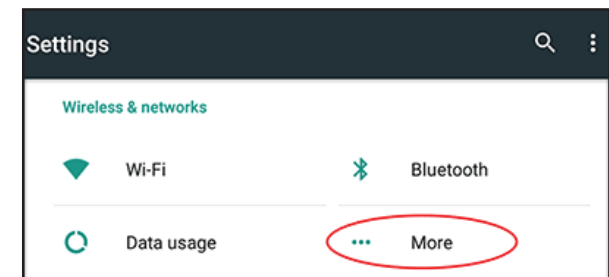 Settings
Wireless & networks
Wi-Fi Bluetooth
Data usage More